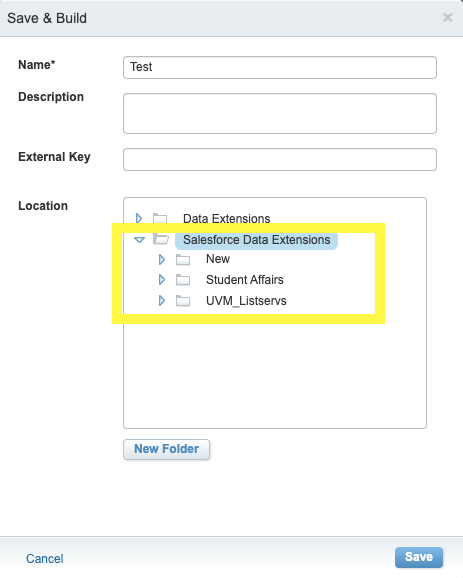 Save & Build
×
Name*
Test
Description
External Key
Location
Data Extensions
Salesforce Data Extensions
New
Student Affairs
UVM_Listservs
New Folder
Cancel
Save